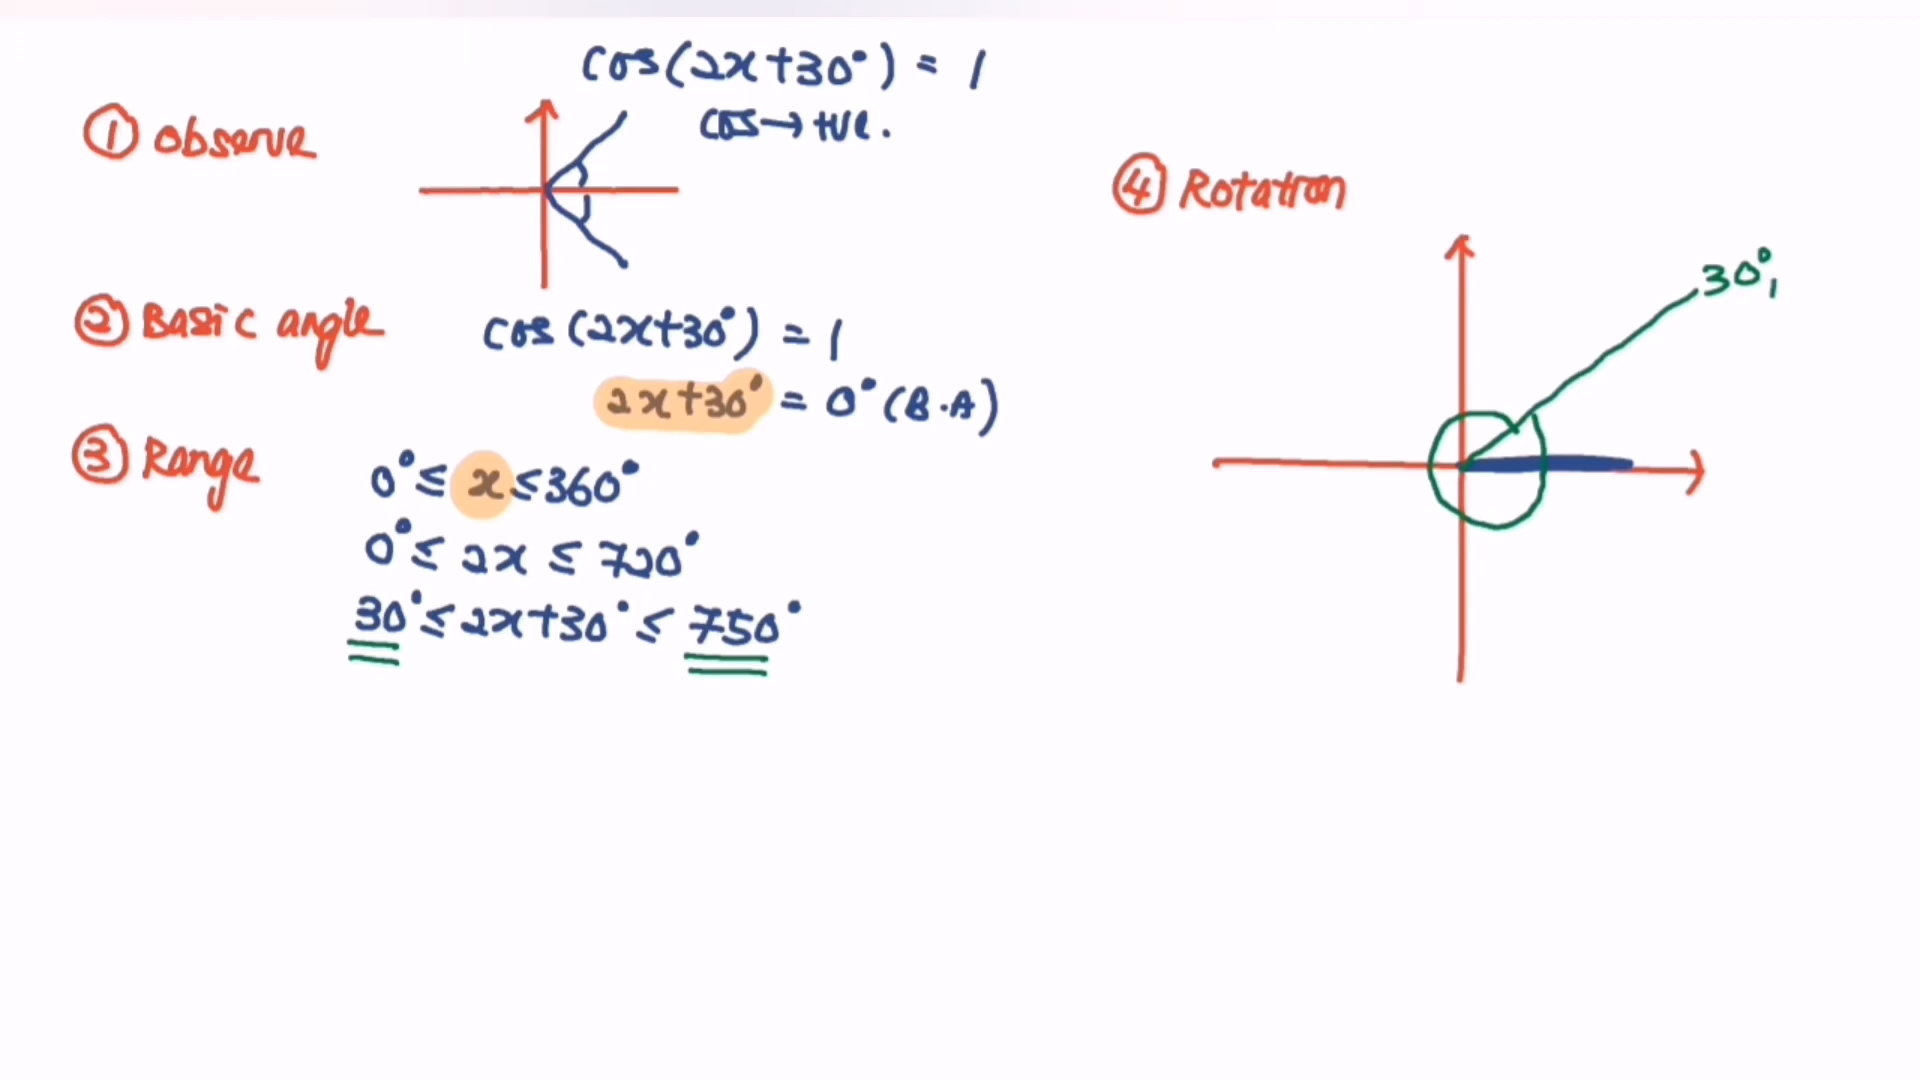 cos(2x+30°) = 1
cos→+ve.
① Observe
② Basic angle
cos(2x+30°) = 1
2x+30° = 0° (B.A)
③ Range
0° ≤ x ≤ 360°
0° ≤ 2x ≤ 720°
30° ≤ 2x+30° ≤ 750°
④ Rotation
30°,